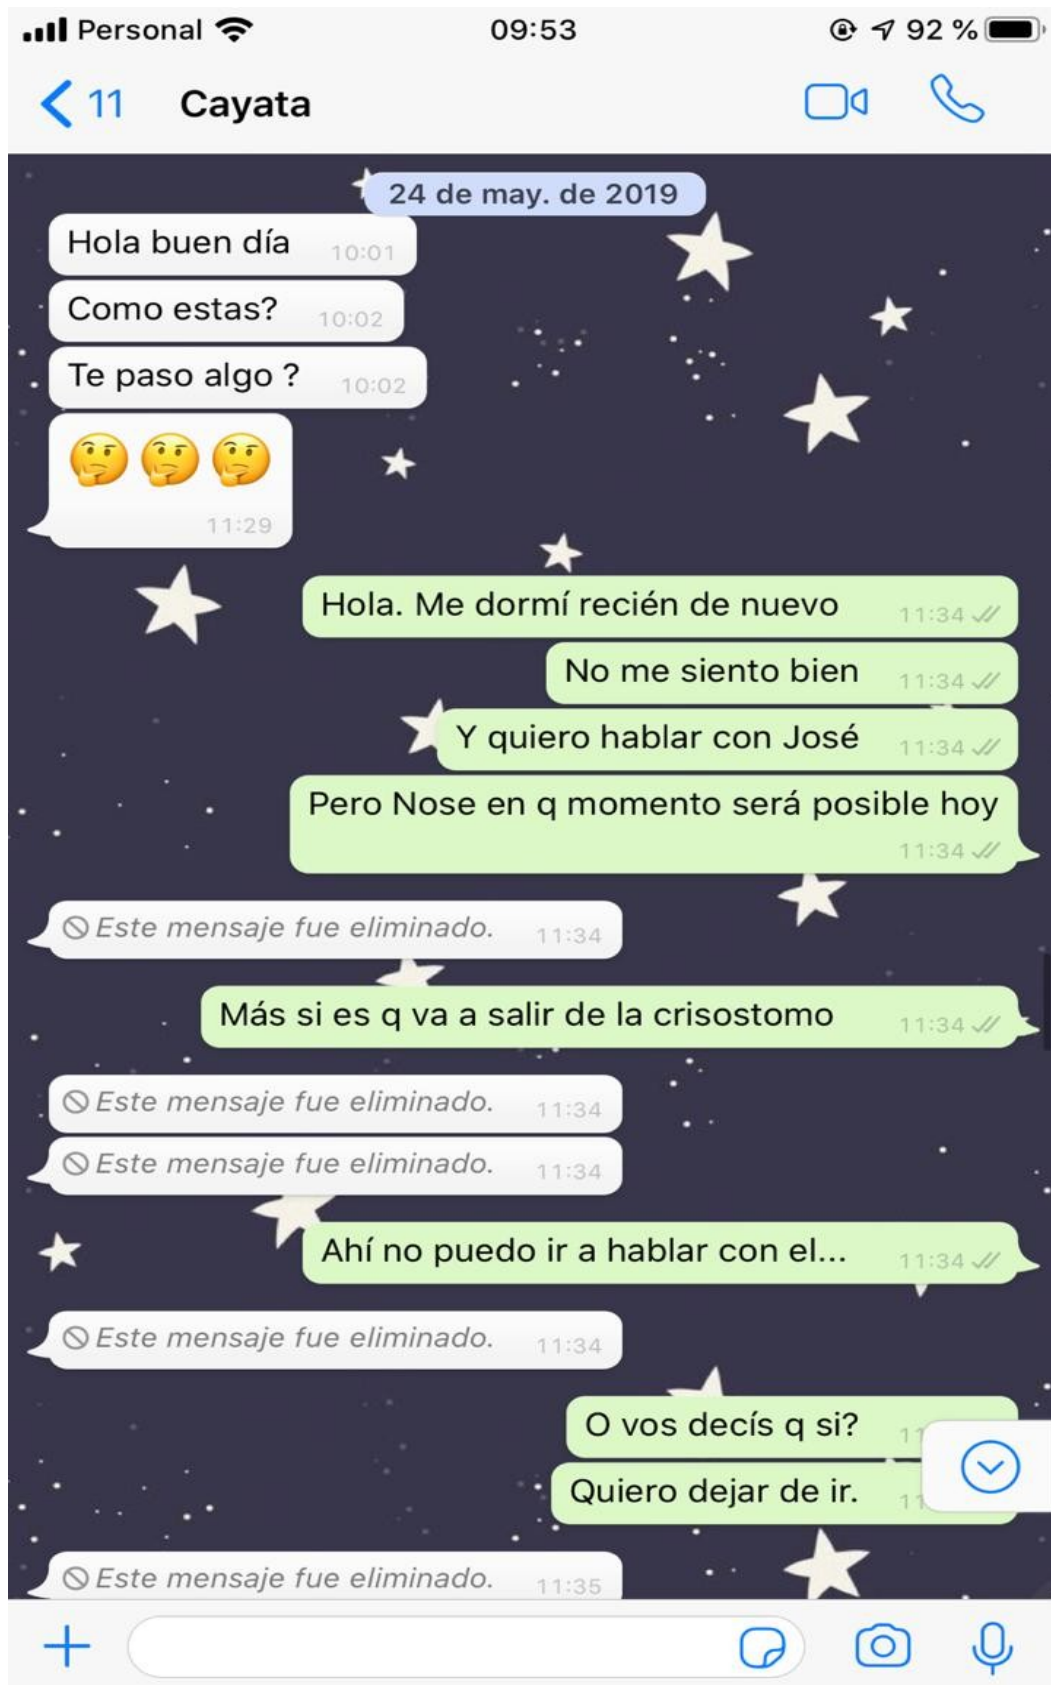 Personal 09:53 92 %
11 Cayata
24 de may. de 2019
Hola buen día 10:01
Como estas? 10:02
Te paso algo ? 10:02
🤔🤔🤔
11:29
Hola. Me dormí recién de nuevo 11:34
No me siento bien 11:34
Y quiero hablar con José 11:34
Pero Nose en q momento será posible hoy
11:34
Este mensaje fue eliminado. 11:34
Más si es q va a salir de la crisostomo 11:34
Este mensaje fue eliminado. 11:34
Este mensaje fue eliminado. 11:34
Ahí no puedo ir a hablar con el... 11:34
Este mensaje fue eliminado. 11:34
O vos decís q si?
Quiero dejar de ir.
Este mensaje fue eliminado. 11:35